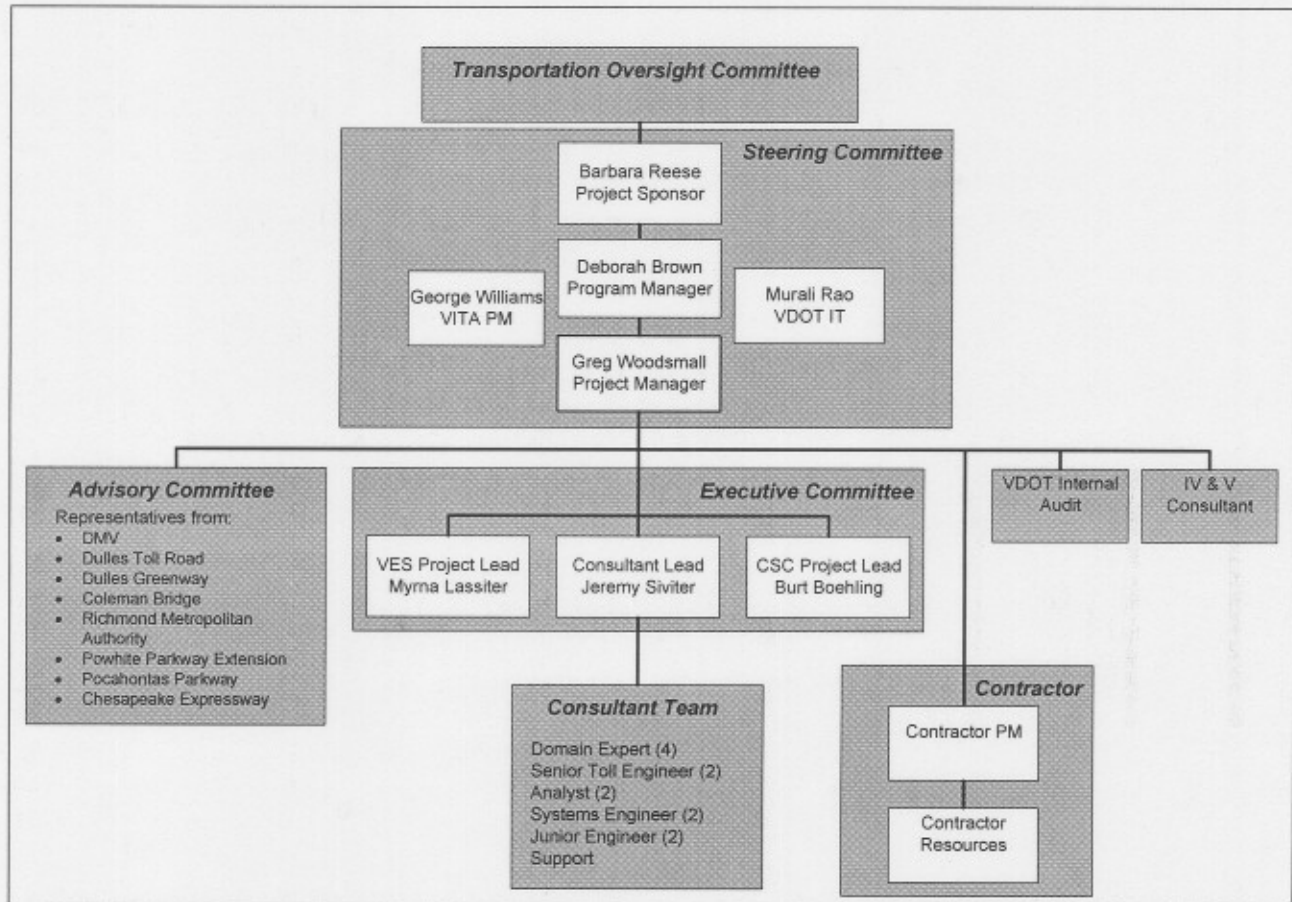 Transportation Oversight Committee
Steering Committee
Barbara Reese
Project Sponsor
George Williams
VITA PM
Deborah Brown
Program Manager
Murali Rao
VDOT IT
Greg Woodsmall
Project Manager
Advisory Committee
Representatives from:
• DMV
• Dulles Toll Road
• Dulles Greenway
• Coleman Bridge
• Richmond Metropolitan
Authority
• Powhite Parkway Extension
• Pocahontas Parkway
• Chesapeake Expressway
Executive Committee
VES Project Lead
Myrna Lassiter
Consultant Lead
Jeremy Siviter
CSC Project Lead
Burt Boehling
VDOT Internal
Audit
IV & V
Consultant
Consultant Team
Domain Expert (4)
Senior Toll Engineer (2)
Analyst (2)
Systems Engineer (2)
Junior Engineer (2)
Support
Contractor
Contractor PM
Contractor
Resources